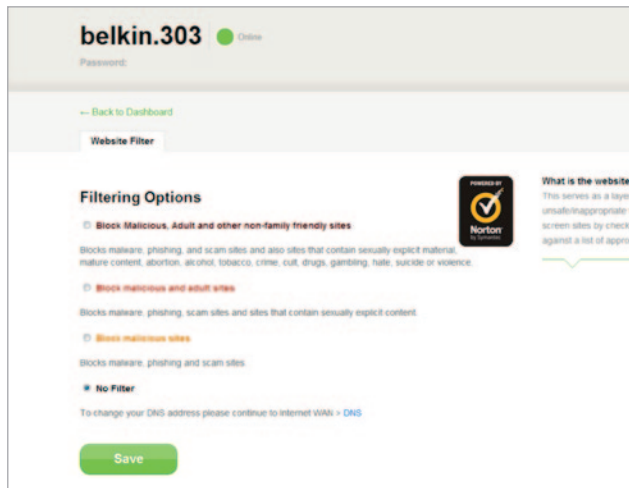 belkin.303
Online
Password:
← Back to Dashboard
Website Filter
Filtering Options
Block Malicious, Adult and other non-family friendly sites
Blocks malware, phishing, and scam sites and also sites that contain sexually explicit material,
mature content, abortion, alcohol, tobacco, crime, cult, drugs, gambling, hate, suicide or violence.
Block malicious and adult sites
Blocks malware, phishing, scam sites and sites that contain sexually explicit content.
Block malicious sites
Blocks malware, phishing and scam sites
No Filter
To change your DNS address please continue to Internet WAN > DNS
Save
POWERED BY
Norton
by Symantec
What is the website
This serves as a layer
unsafe/inappropriate
screen sites by check
against a list of appro